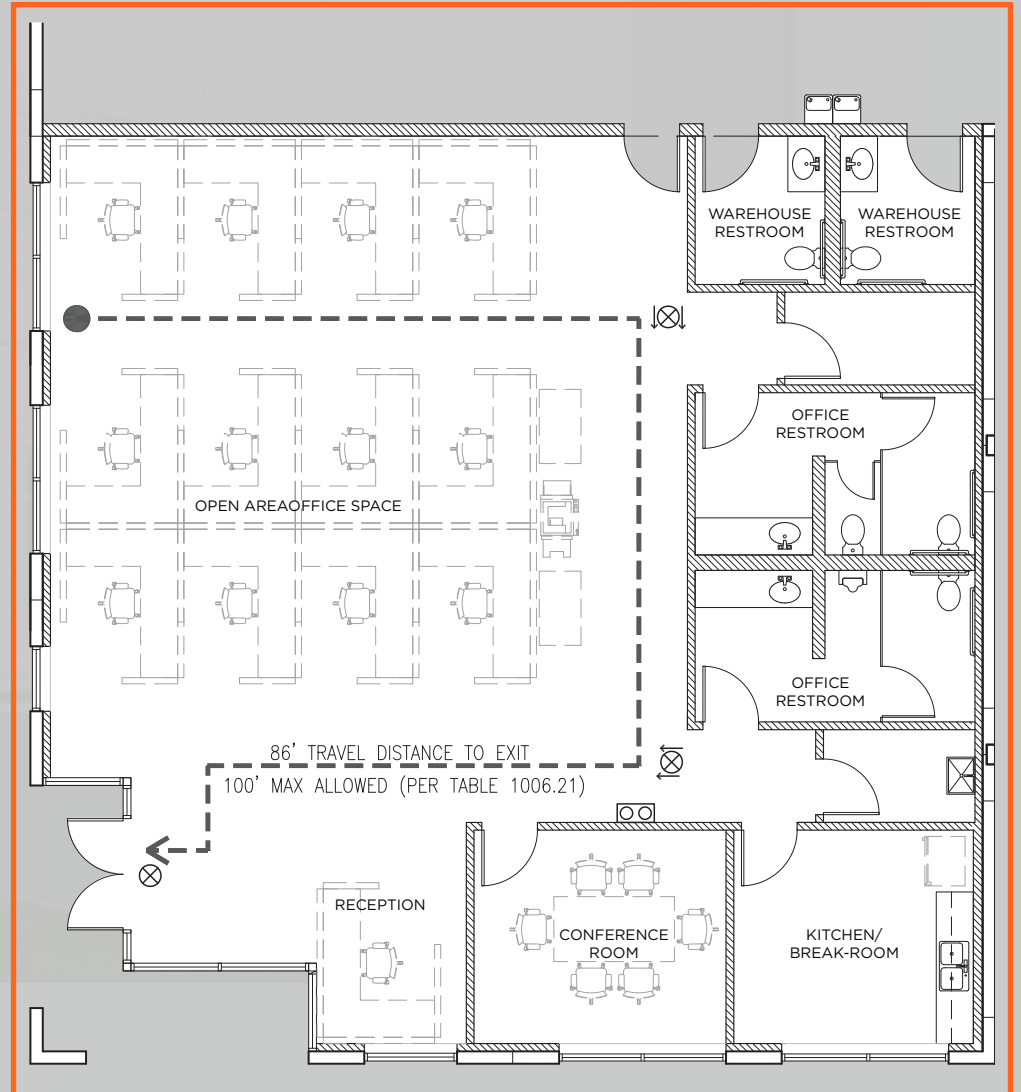 WAREHOUSE
RESTROOM
WAREHOUSE
RESTROOM
OFFICE
RESTROOM
OPEN AREAOFFICE SPACE
OFFICE
RESTROOM
86' TRAVEL DISTANCE TO EXIT
100' MAX ALLOWED (PER TABLE 1006.21)
RECEPTION
CONFERENCE
ROOM
KITCHEN/
BREAK-ROOM